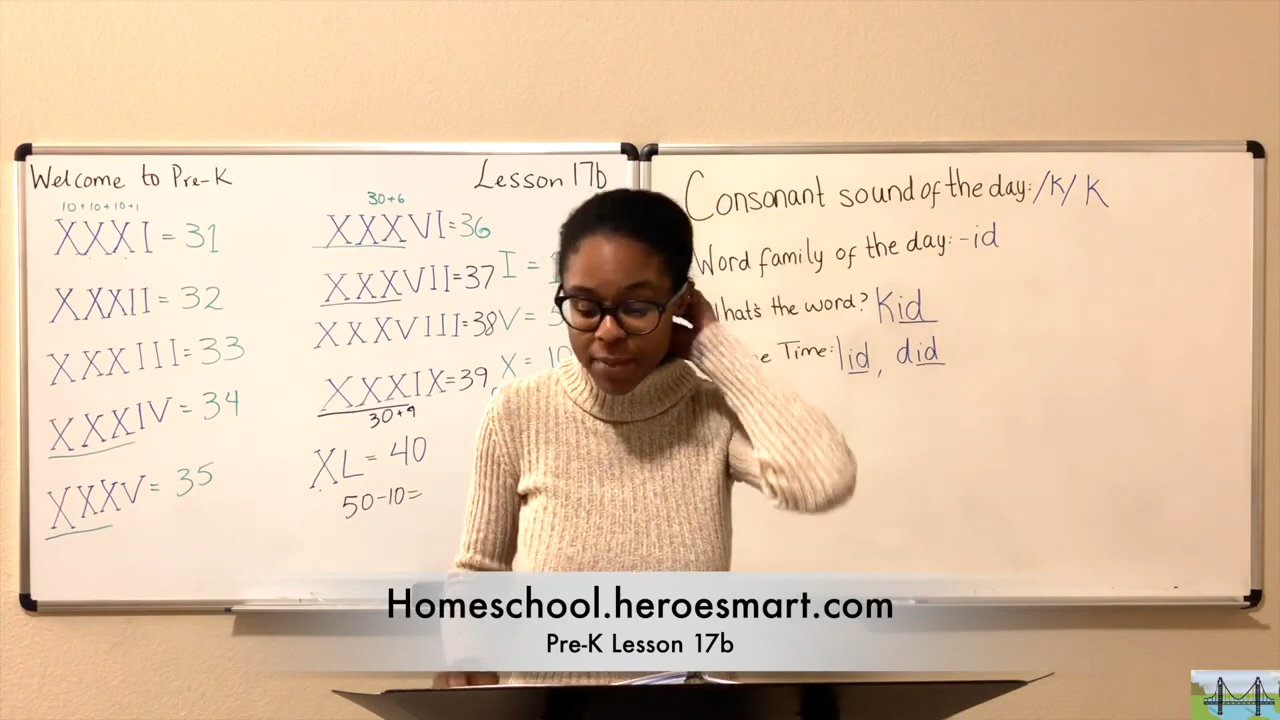 Welcome to Pre-K
Lesson 17b
10+10+10+1
XXXI = 31
XXXII = 32
XXXIII = 33
XXXIV = 34
XXXV = 35
30+6
XXXVI=36
XXXVII=37
XXXVIII=38
XXXIX=39
30+9
XL = 40
50-10=
I =
V =
X = 10
Consonant sound of the day: /K/ K
Word family of the day: -id
the word? Kid
Time: lid, did
Homeschool.heroesmart.com
Pre-K Lesson 17b